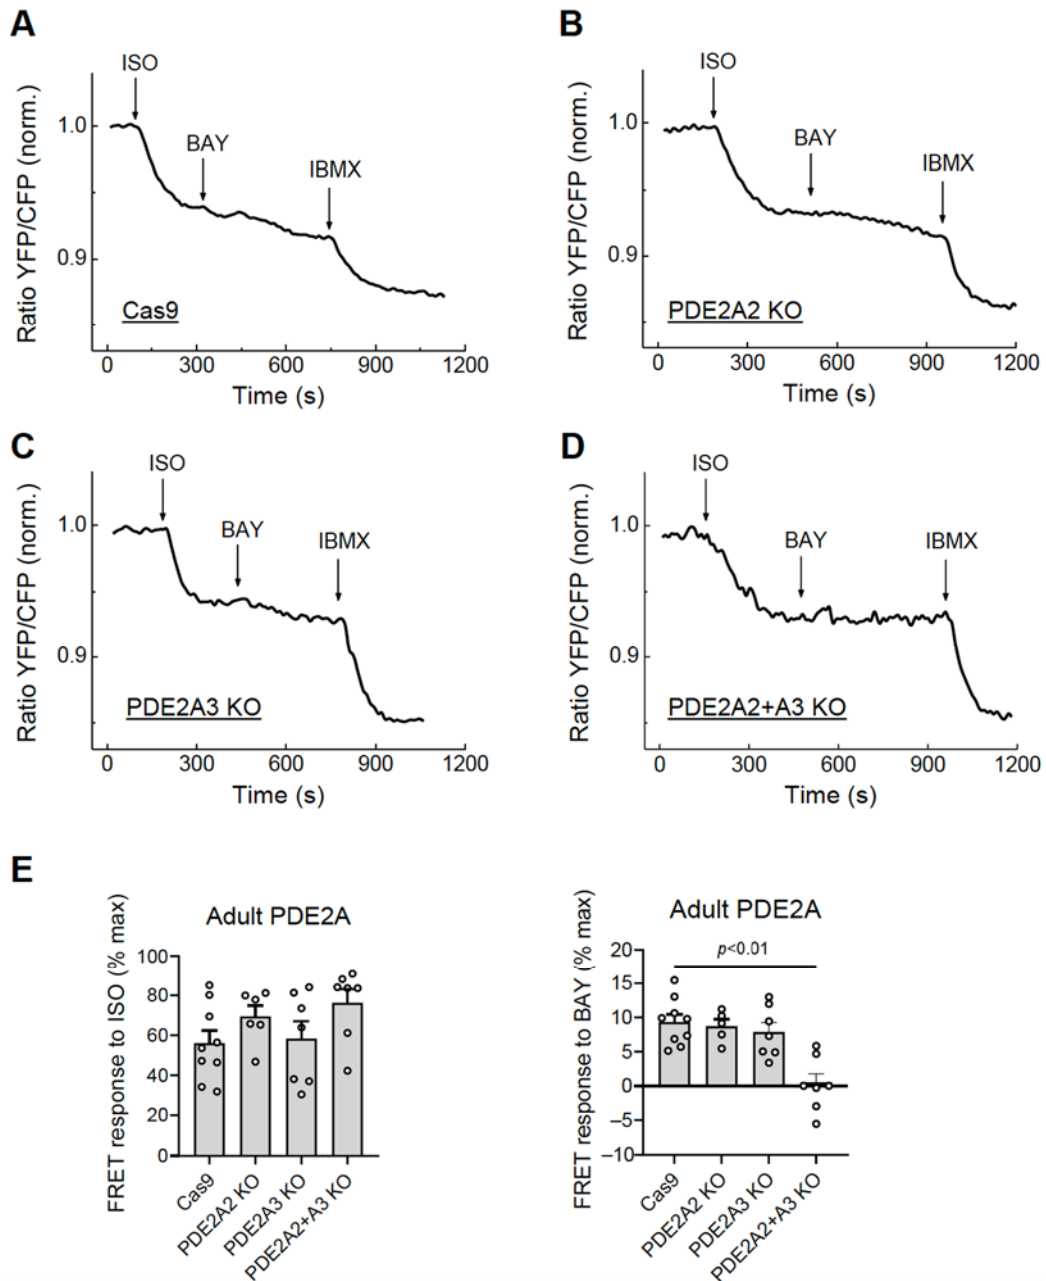 A
ISO
BAY
IBMX
1.0
0.9
Ratio YFP/CFP (norm.)
Cas9
0 300 600 900 1200
Time (s)
B
ISO
BAY
IBMX
1.0
0.9
Ratio YFP/CFP (norm.)
PDE2A2 KO
0 300 600 900 1200
Time (s)
C
ISO
BAY
IBMX
1.0
0.9
Ratio YFP/CFP (norm.)
PDE2A3 KO
0 300 600 900 1200
Time (s)
D
ISO
BAY
IBMX
1.0
0.9
Ratio YFP/CFP (norm.)
PDE2A2+A3 KO
0 300 600 900 1200
Time (s)
E
Adult PDE2A
FRET response to ISO (% max)
100
80
60
40
20
0
Cas9
PDE2A2 KO
PDE2A3 KO
PDE2A2+A3 KO
Adult PDE2A
FRET response to BAY (% max)
p<0.01
20
15
10
5
0
−5
−10
Cas9
PDE2A2 KO
PDE2A3 KO
PDE2A2+A3 KO